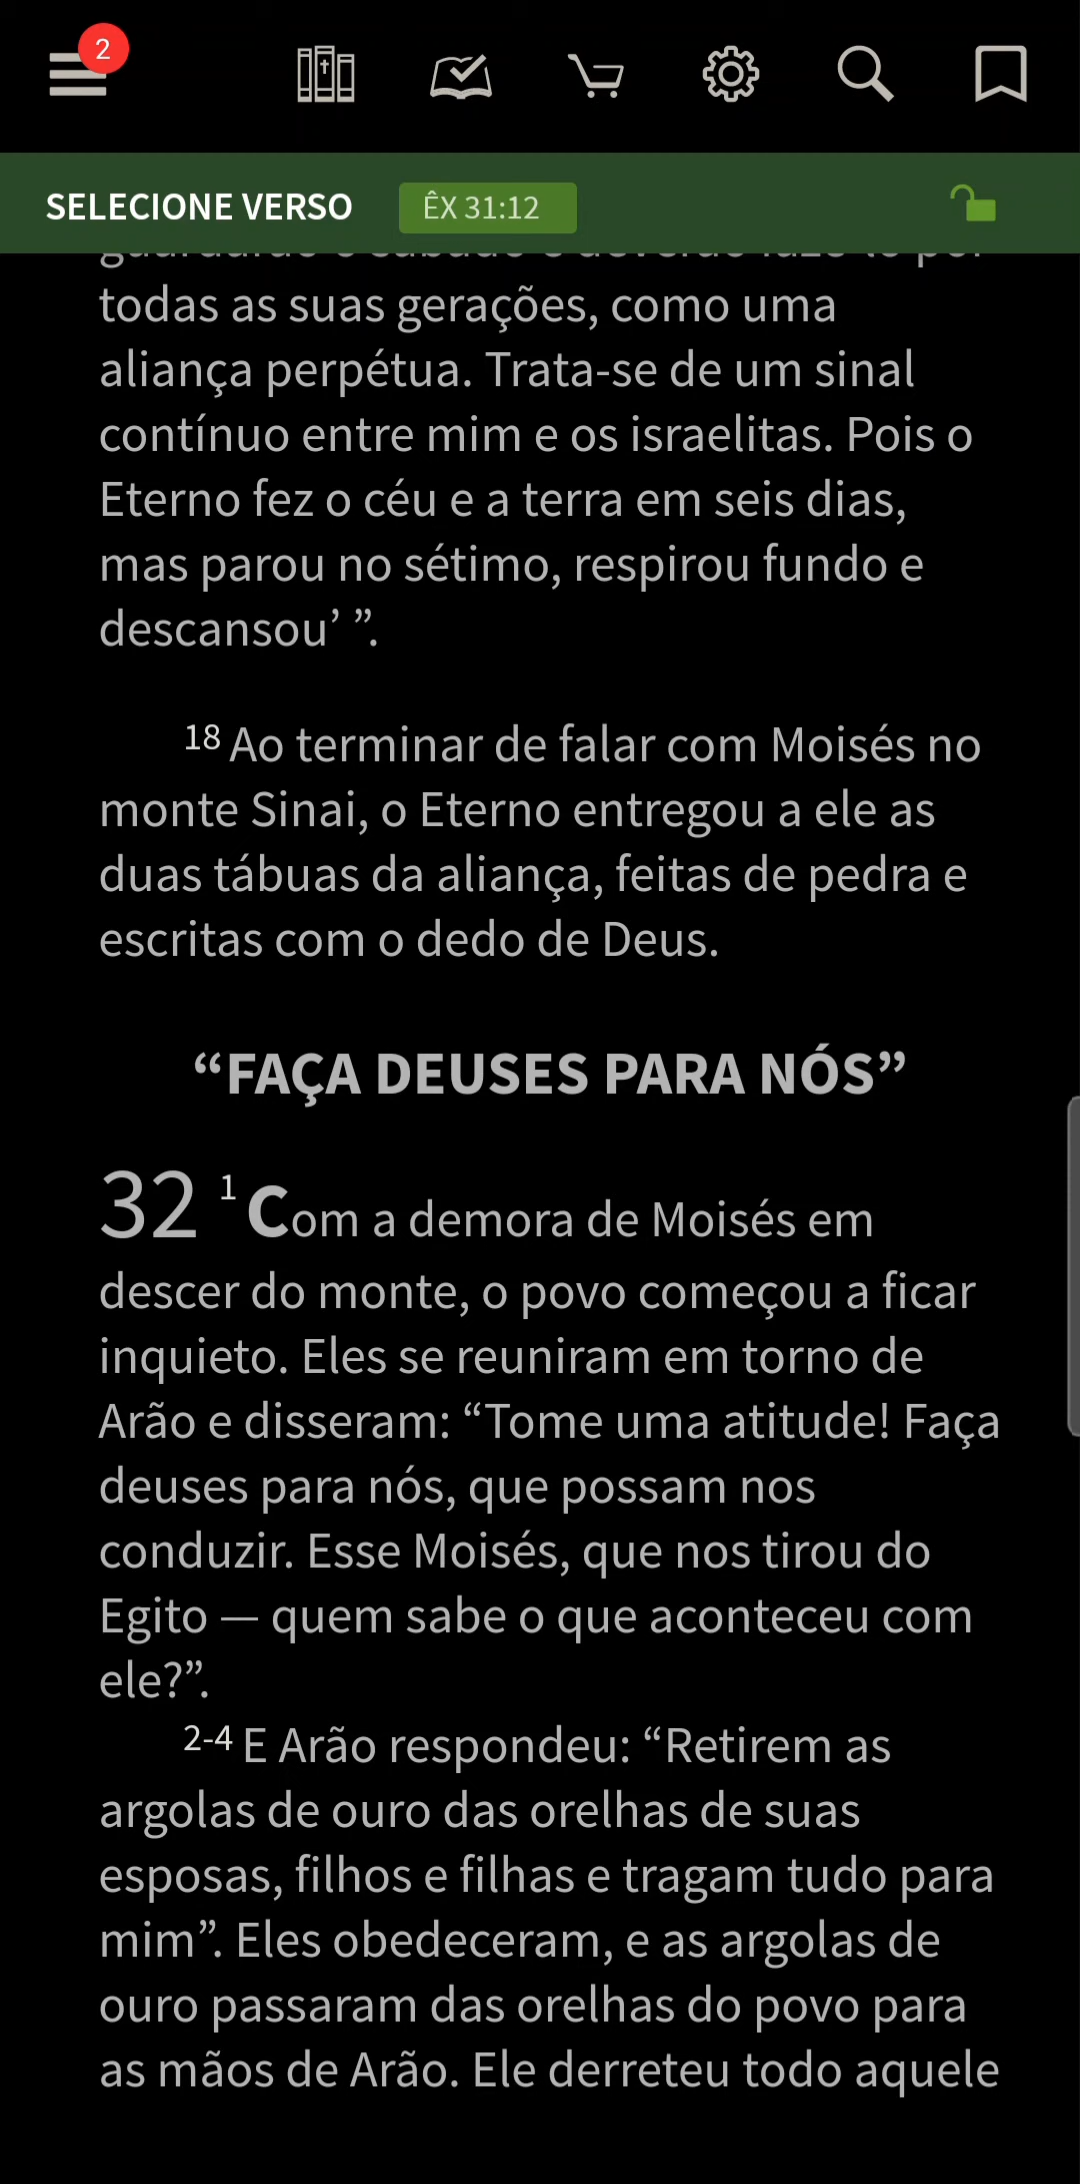 2
SELECIONE VERSO ÊX 31:12
todas as suas gerações, como uma
aliança perpétua. Trata-se de um sinal
contínuo entre mim e os israelitas. Pois o
Eterno fez o céu e a terra em seis dias,
mas parou no sétimo, respirou fundo e
descansou’ ”.
18 Ao terminar de falar com Moisés no
monte Sinai, o Eterno entregou a ele as
duas tábuas da aliança, feitas de pedra e
escritas com o dedo de Deus.
“FAÇA DEUSES PARA NÓS”
32 1 Com a demora de Moisés em
descer do monte, o povo começou a ficar
inquieto. Eles se reuniram em torno de
Arão e disseram: “Tome uma atitude! Faça
deuses para nós, que possam nos
conduzir. Esse Moisés, que nos tirou do
Egito — quem sabe o que aconteceu com
ele?”.
2-4 E Arão respondeu: “Retirem as
argolas de ouro das orelhas de suas
esposas, filhos e filhas e tragam tudo para
mim”. Eles obedeceram, e as argolas de
ouro passaram das orelhas do povo para
as mãos de Arão. Ele derreteu todo aquele